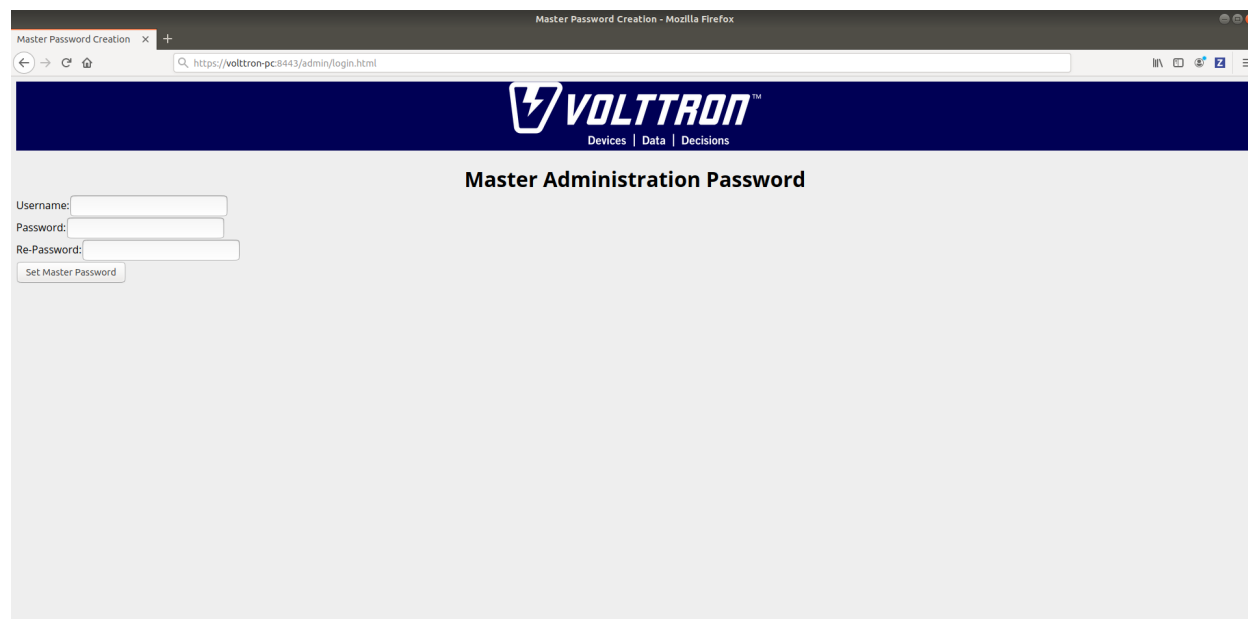 Master Password Creation - Mozilla Firefox
Master Password Creation
https://volttron-pc:8443/admin/login.html
Z
VOLTTRON™
Devices | Data | Decisions
Master Administration Password
Username:
Password:
Re-Password:
Set Master Password